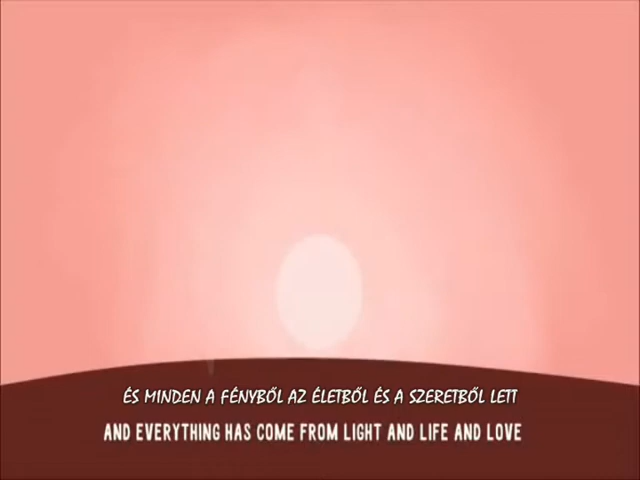 ÉS MINDEN A FÉNYBŐL AZ ÉLETBŐL ÉS A SZERETBŐL LETT
AND EVERYTHING HAS COME FROM LIGHT AND LIFE AND LOVE